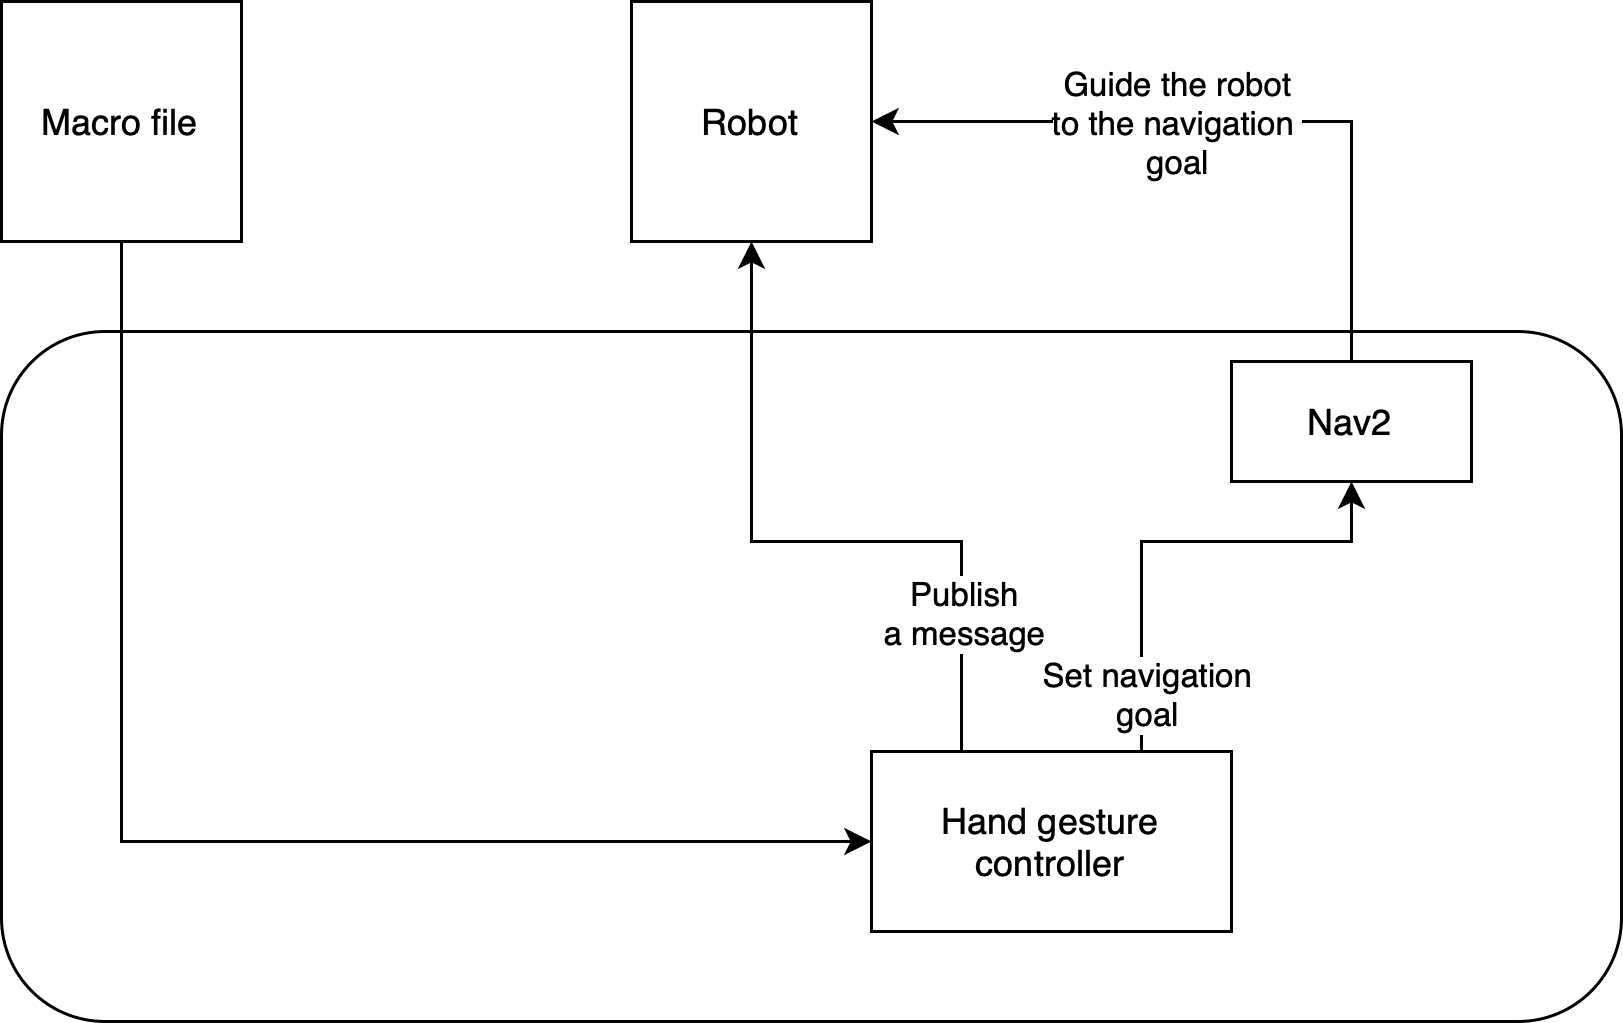 Macro file
Robot
Guide the robot
to the navigation
goal
Nav2
Publish
a message
Set navigation
goal
Hand gesture
controller